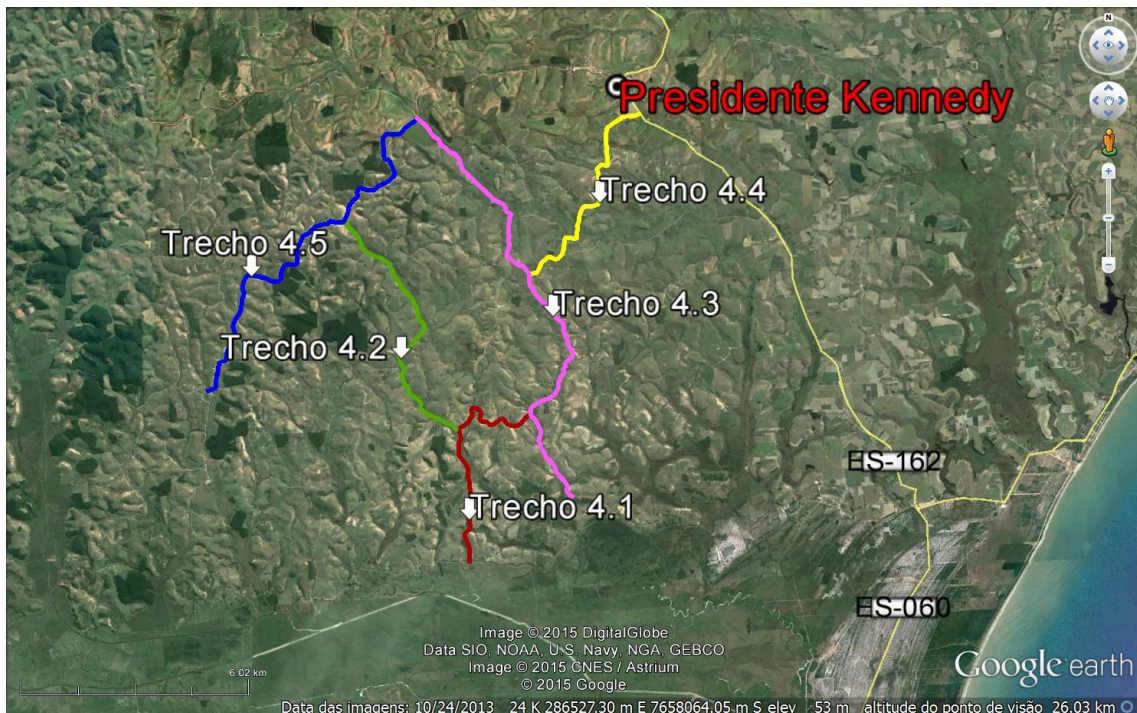 N
Presidente Kennedy
Trecho 4.4
Trecho 4.5
Trecho 4.3
Trecho 4.2
ES-162
Trecho 4.1
ES-060
Image © 2015 DigitalGlobe
Data SIO, NOAA, U.S. Navy, NGA, GEBCO
Image © 2015 CNES / Astrium
© 2015 Google
6.02 km
Google earth
Data das imagens: 10/24/2013 24 K 286527.30 m E 7658064.05 m S elev 53 m altitude do ponto de visão 26.03 km